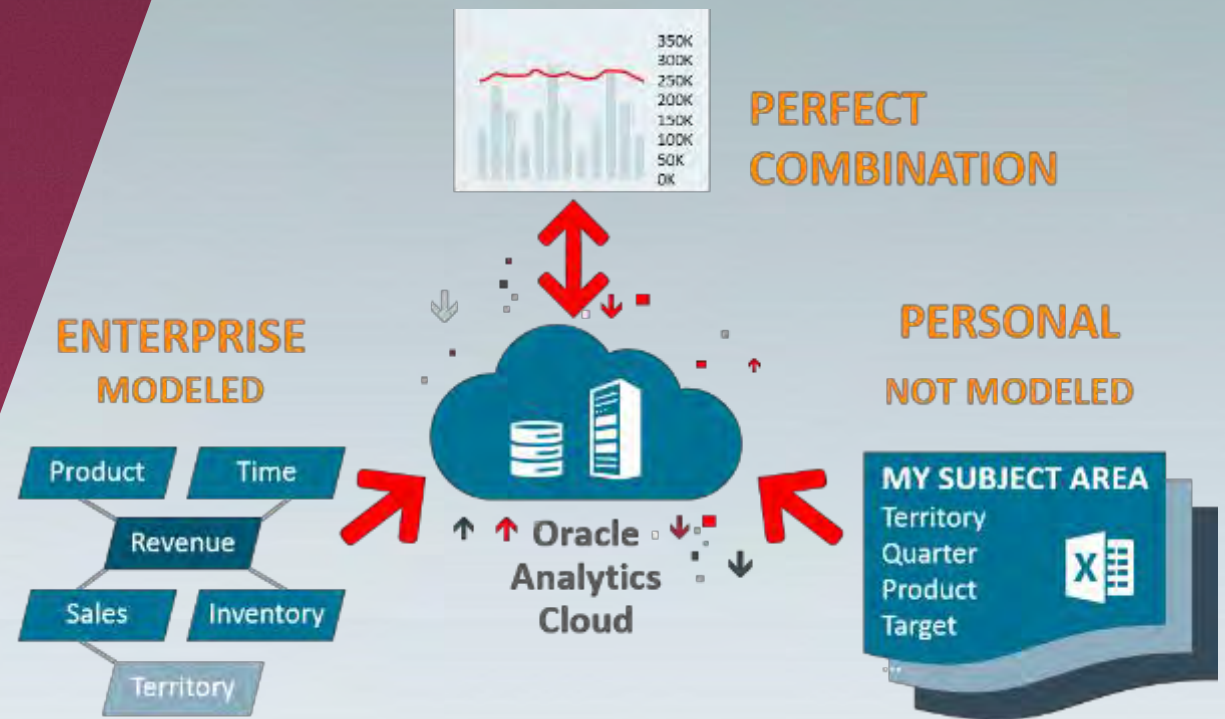 350K
300K
250K
200K
150K
100K
50K
0K
PERFECT
COMBINATION
ENTERPRISE
MODELED
PERSONAL
NOT MODELED
Product
Time
Revenue
Sales
Inventory
Territory
Oracle
Analytics
Cloud
MY SUBJECT AREA
Territory
Quarter
Product
Target
X